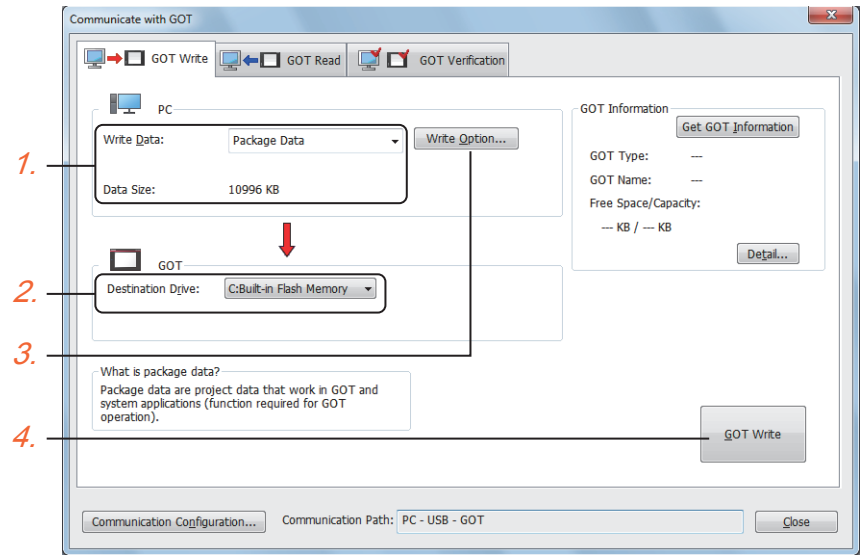 Communicate with GOT
GOT Write
GOT Read
GOT Verification
PC
Write Data:
Package Data
Write Option...
Data Size:
10996 KB
GOT
Destination Drive:
C:Built-in Flash Memory
What is package data?
Package data are project data that work in GOT and
system applications (function required for GOT
operation).
GOT Information
Get GOT Information
GOT Type: ---
GOT Name: ---
Free Space/Capacity:
--- KB / --- KB
Detail...
GOT Write
1.
2.
3.
4.
Communication Configuration...
Communication Path: PC - USB - GOT
Close